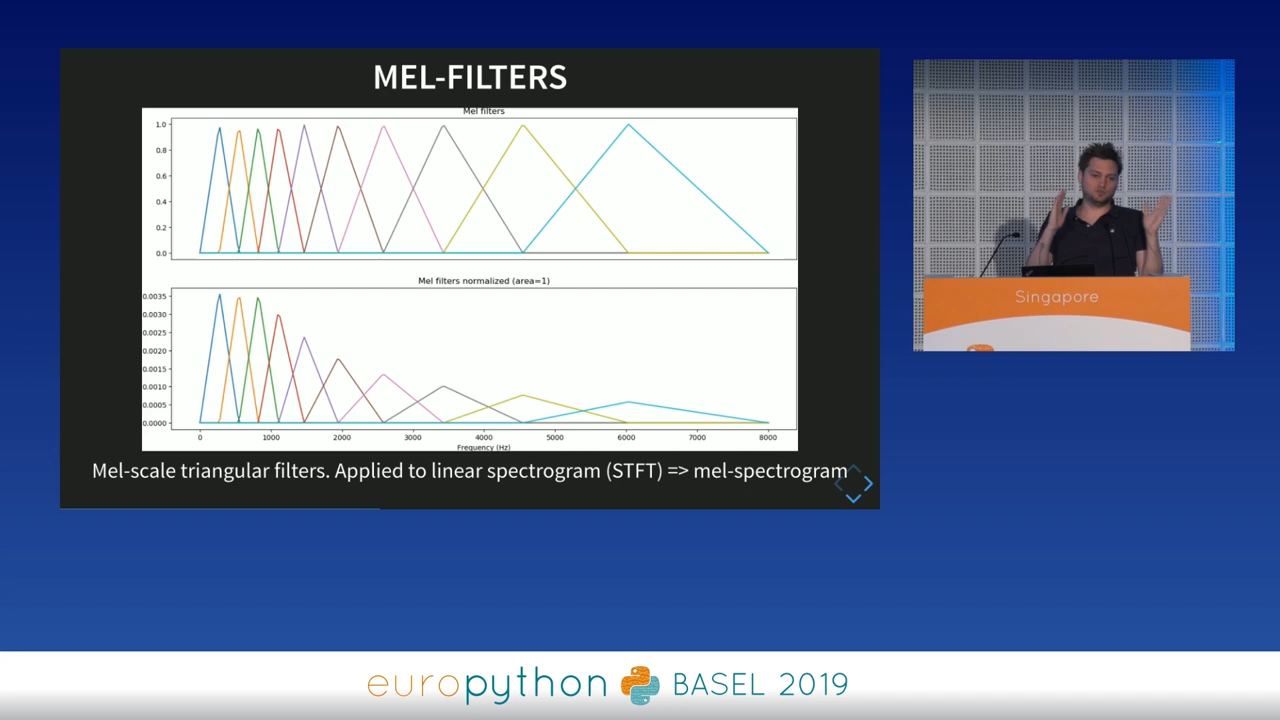 MEL-FILTERS
Mel filters
1.0
0.8
0.6
0.4
0.2
0.0
Mel filters normalized (area=1)
0.0035
0.0030
0.0025
0.0020
0.0015
0.0010
0.0005
0.0000
0 1000 2000 3000 4000 5000 6000 7000 8000
Frequency (Hz)
Mel-scale triangular filters. Applied to linear spectrogram (STFT) => mel-spectrogram
Singapore
europython BASEL 2019